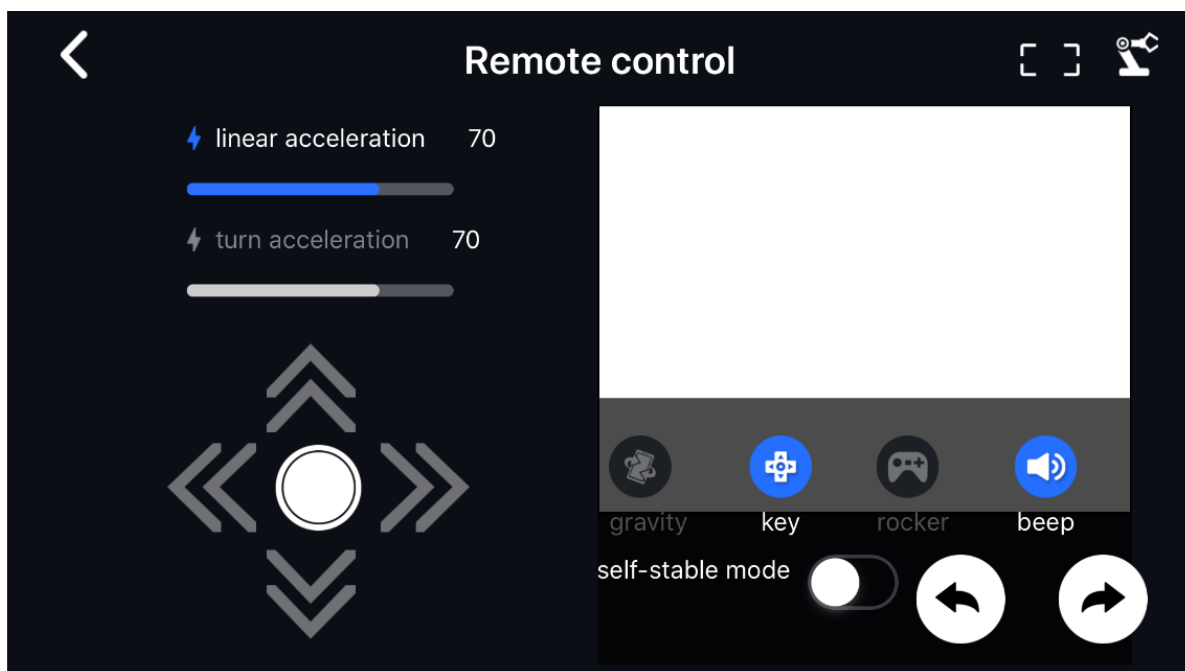 Remote control
linear acceleration 70
turn acceleration 70
gravity key rocker beep
self-stable mode